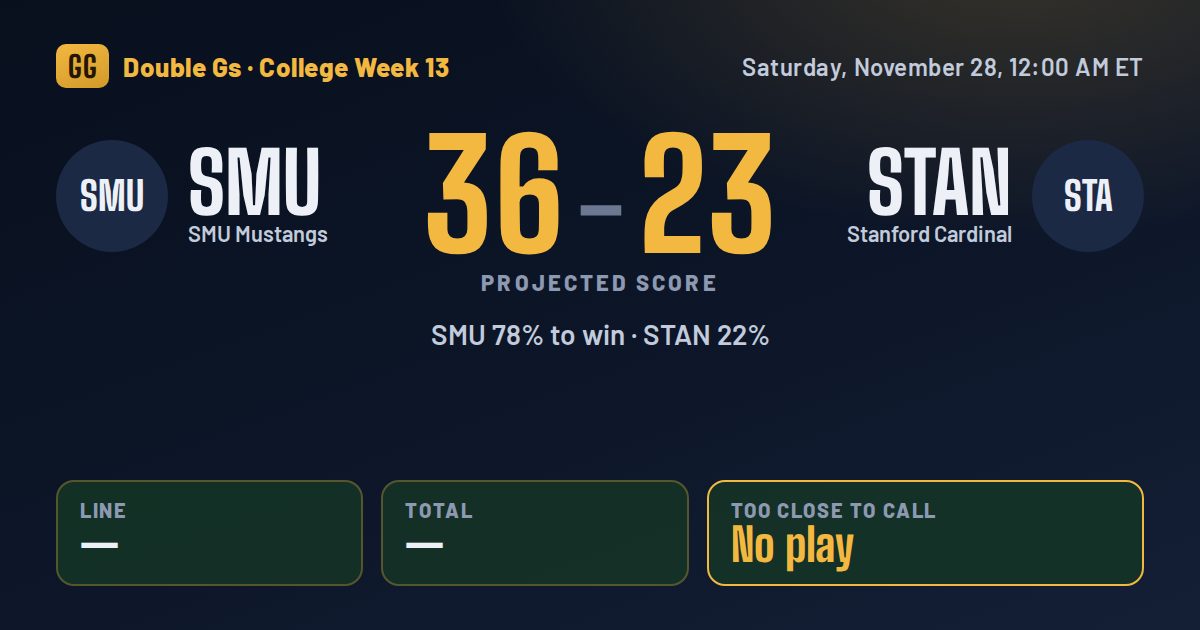 GG
Double Gs · College Week 13
Saturday, November 28, 12:00 AM ET
SMU
SMU
SMU Mustangs
36 – 23
STAN
Stanford Cardinal
STA
PROJECTED SCORE
SMU 78% to win · STAN 22%
LINE
—
TOTAL
—
TOO CLOSE TO CALL
No play